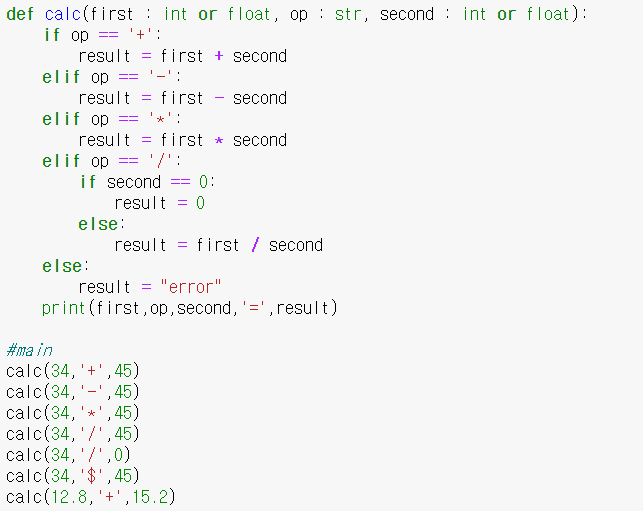 def calc(first : int or float, op : str, second : int or float):
    if op == '+':
        result = first + second
    elif op == '-':
        result = first - second
    elif op == '*':
        result = first * second
    elif op == '/':
        if second == 0:
            result = 0
        else:
            result = first / second
    else:
        result = "error"
    print(first,op,second,'=',result)

#main
calc(34,'+',45)
calc(34,'-',45)
calc(34,'*',45)
calc(34,'/',45)
calc(34,'/',0)
calc(34,'$',45)
calc(12.8,'+',15.2)